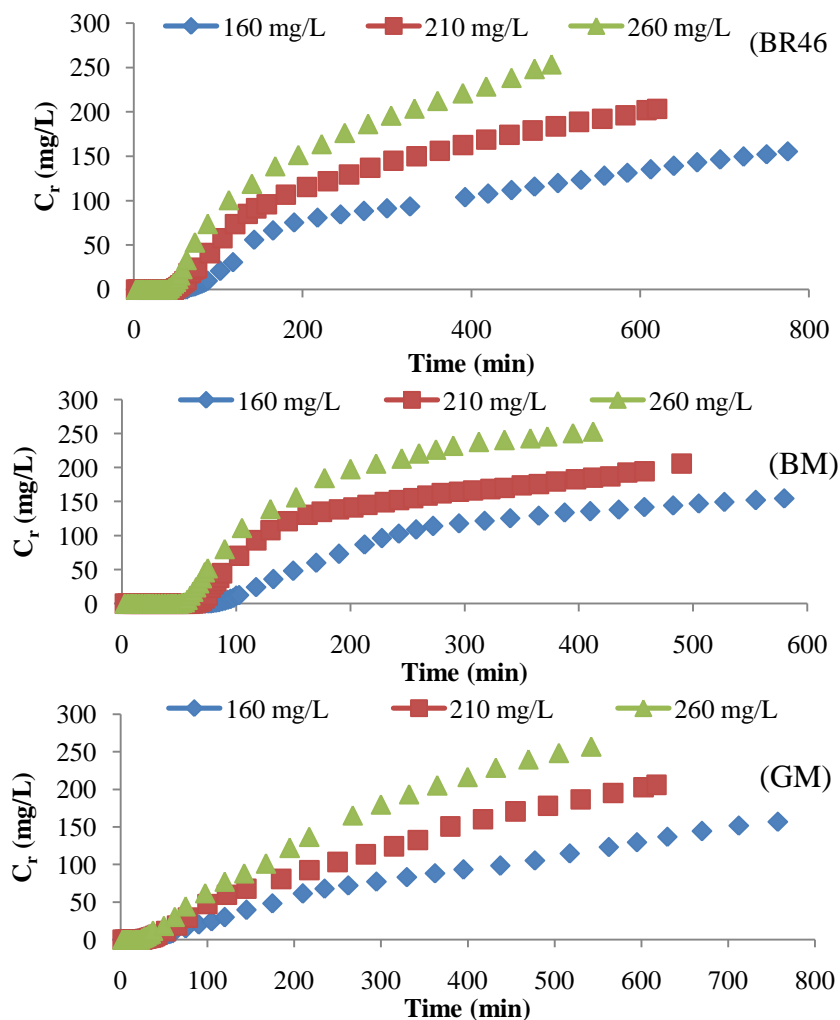 300
160 mg/L 210 mg/L 260 mg/L
(BR46
250
200
150
100
50
0
Cr (mg/L)
0 200 400 600 800
Time (min)
300
160 mg/L 210 mg/L 260 mg/L
250
200
(BM)
150
100
50
0
Cr (mg/L)
0 100 200 300 400 500 600
Time (min)
300
160 mg/L 210 mg/L 260 mg/L
250
(GM)
200
150
100
50
0
Cr (mg/L)
0 100 200 300 400 500 600 700 800
Time (min)